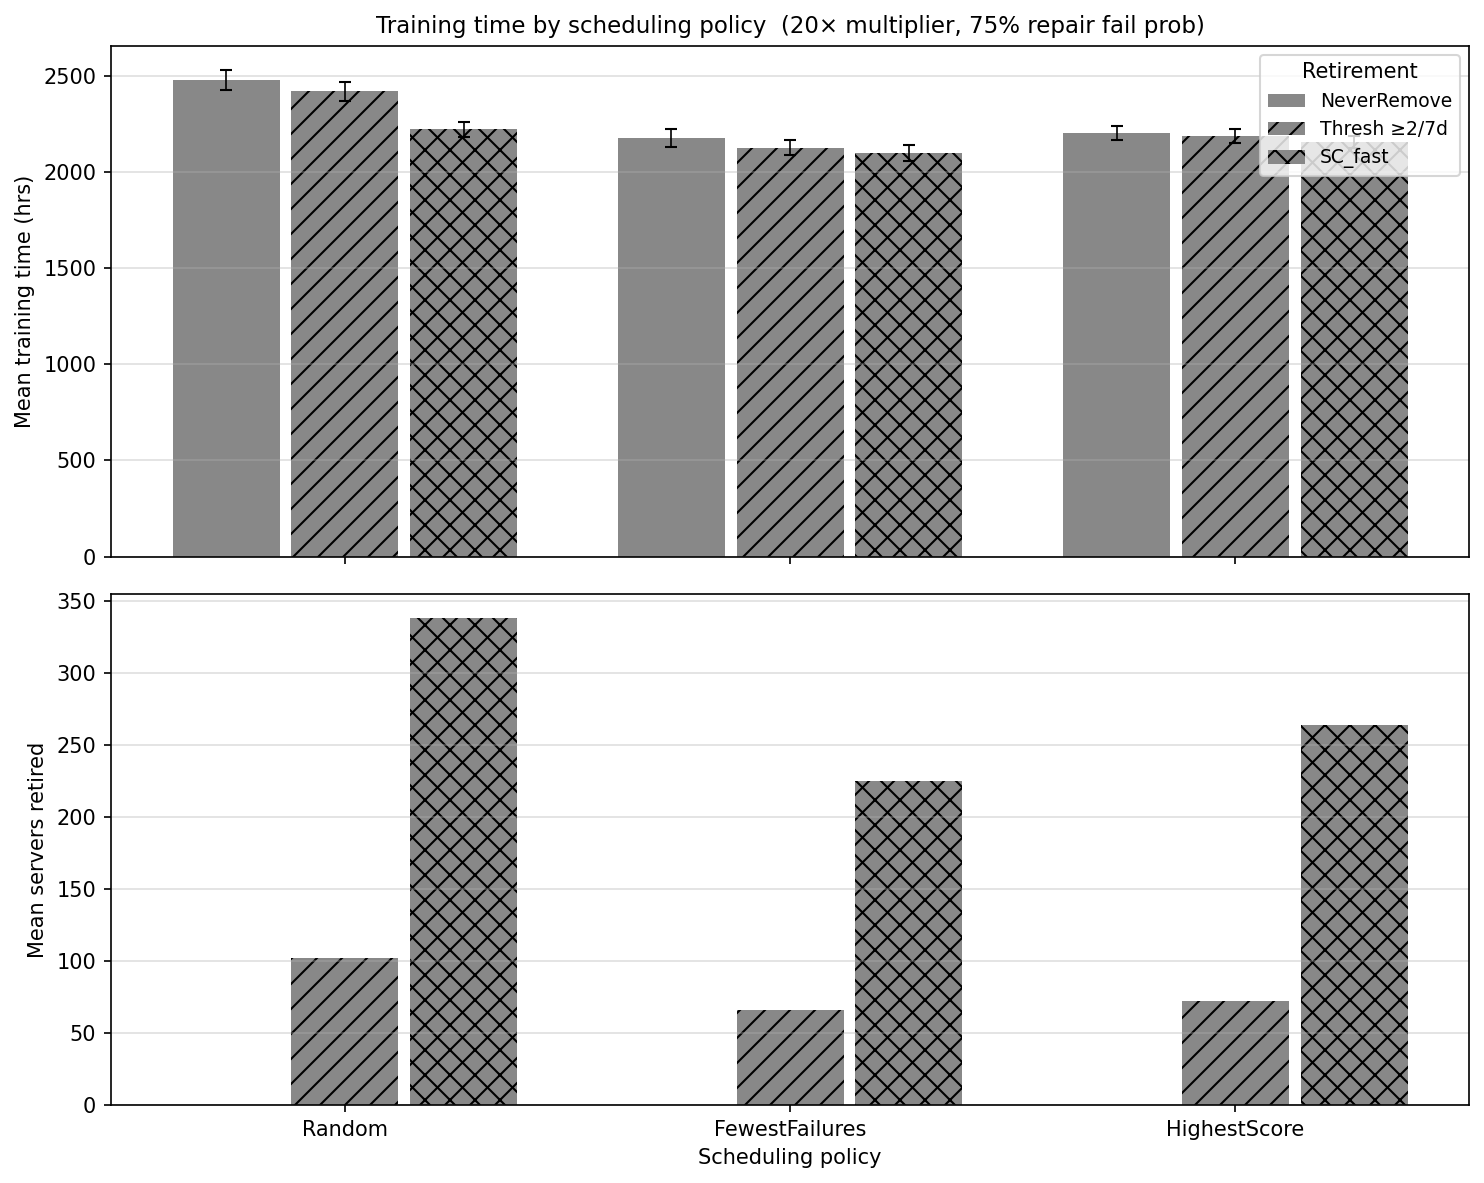 Training time by scheduling policy  (20× multiplier, 75% repair fail prob)
Mean training time (hrs)
2500
2000
1500
1000
500
0
Retirement
NeverRemove
Thresh ≥2/7d
SC_fast
Mean servers retired
350
300
250
200
150
100
50
0
Random
FewestFailures
HighestScore
Scheduling policy